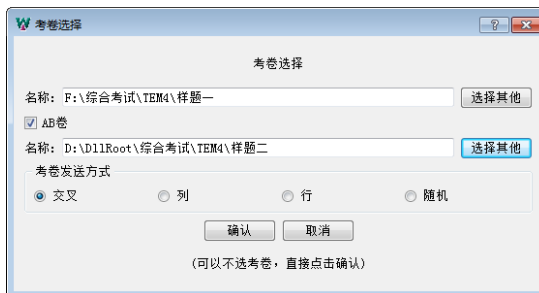 考卷选择
考卷选择
名称: F:\综合考试\TEM4\样题一 选择其他
AB卷
名称: D:\DllRoot\综合考试\TEM4\样题二 选择其他
考卷发送方式
交叉 列 行 随机
确认 取消
(可以不选考卷，直接点击确认)